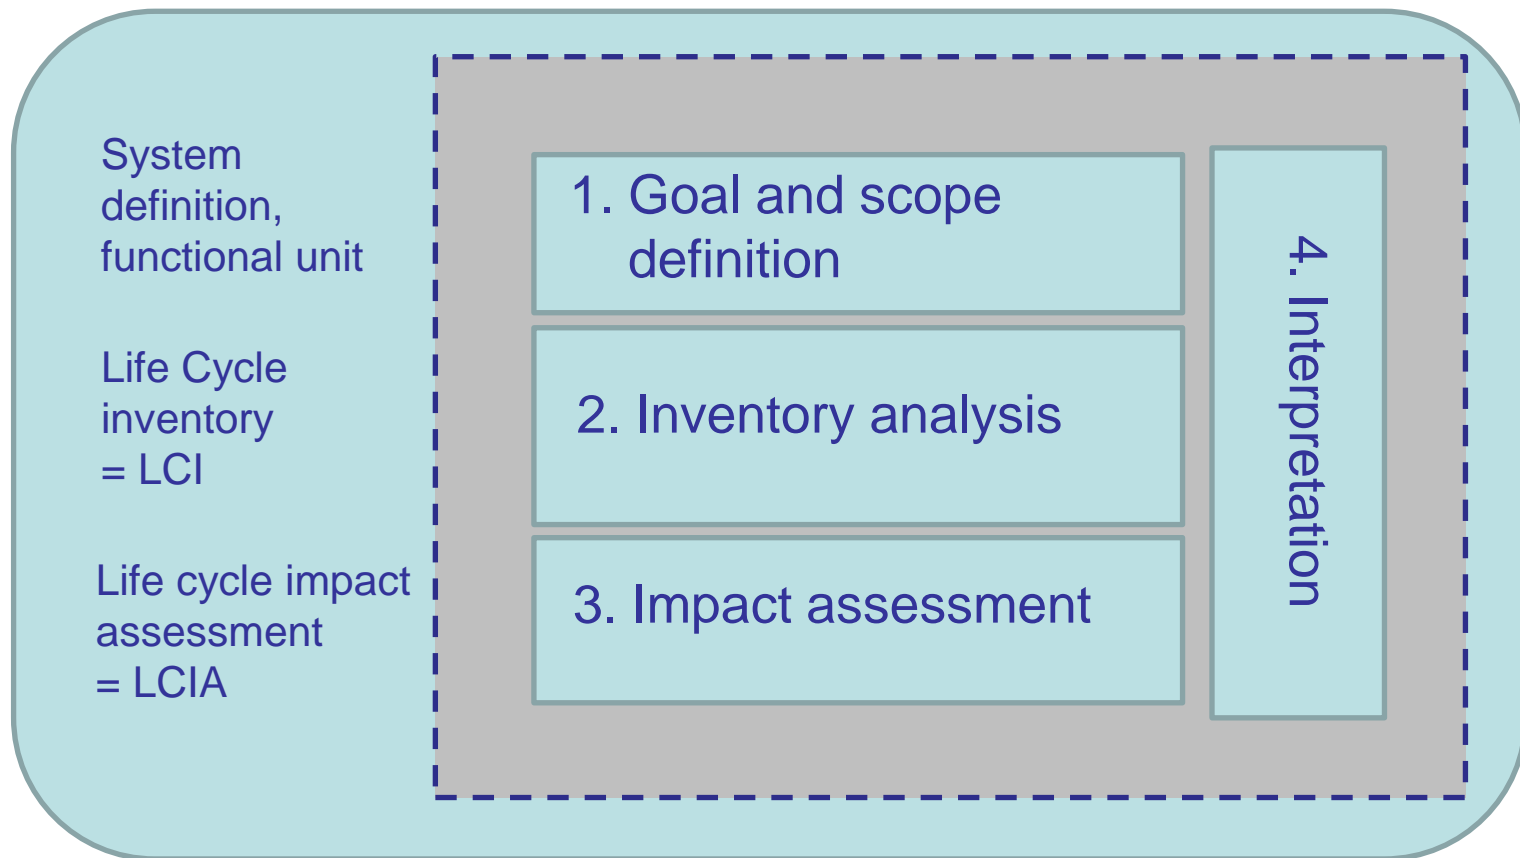 System
definition,
functional unit
Life Cycle
inventory
= LCI
Life cycle impact
assessment
= LCIA
1. Goal and scope
definition
2. Inventory analysis
3. Impact assessment
4. Interpretation